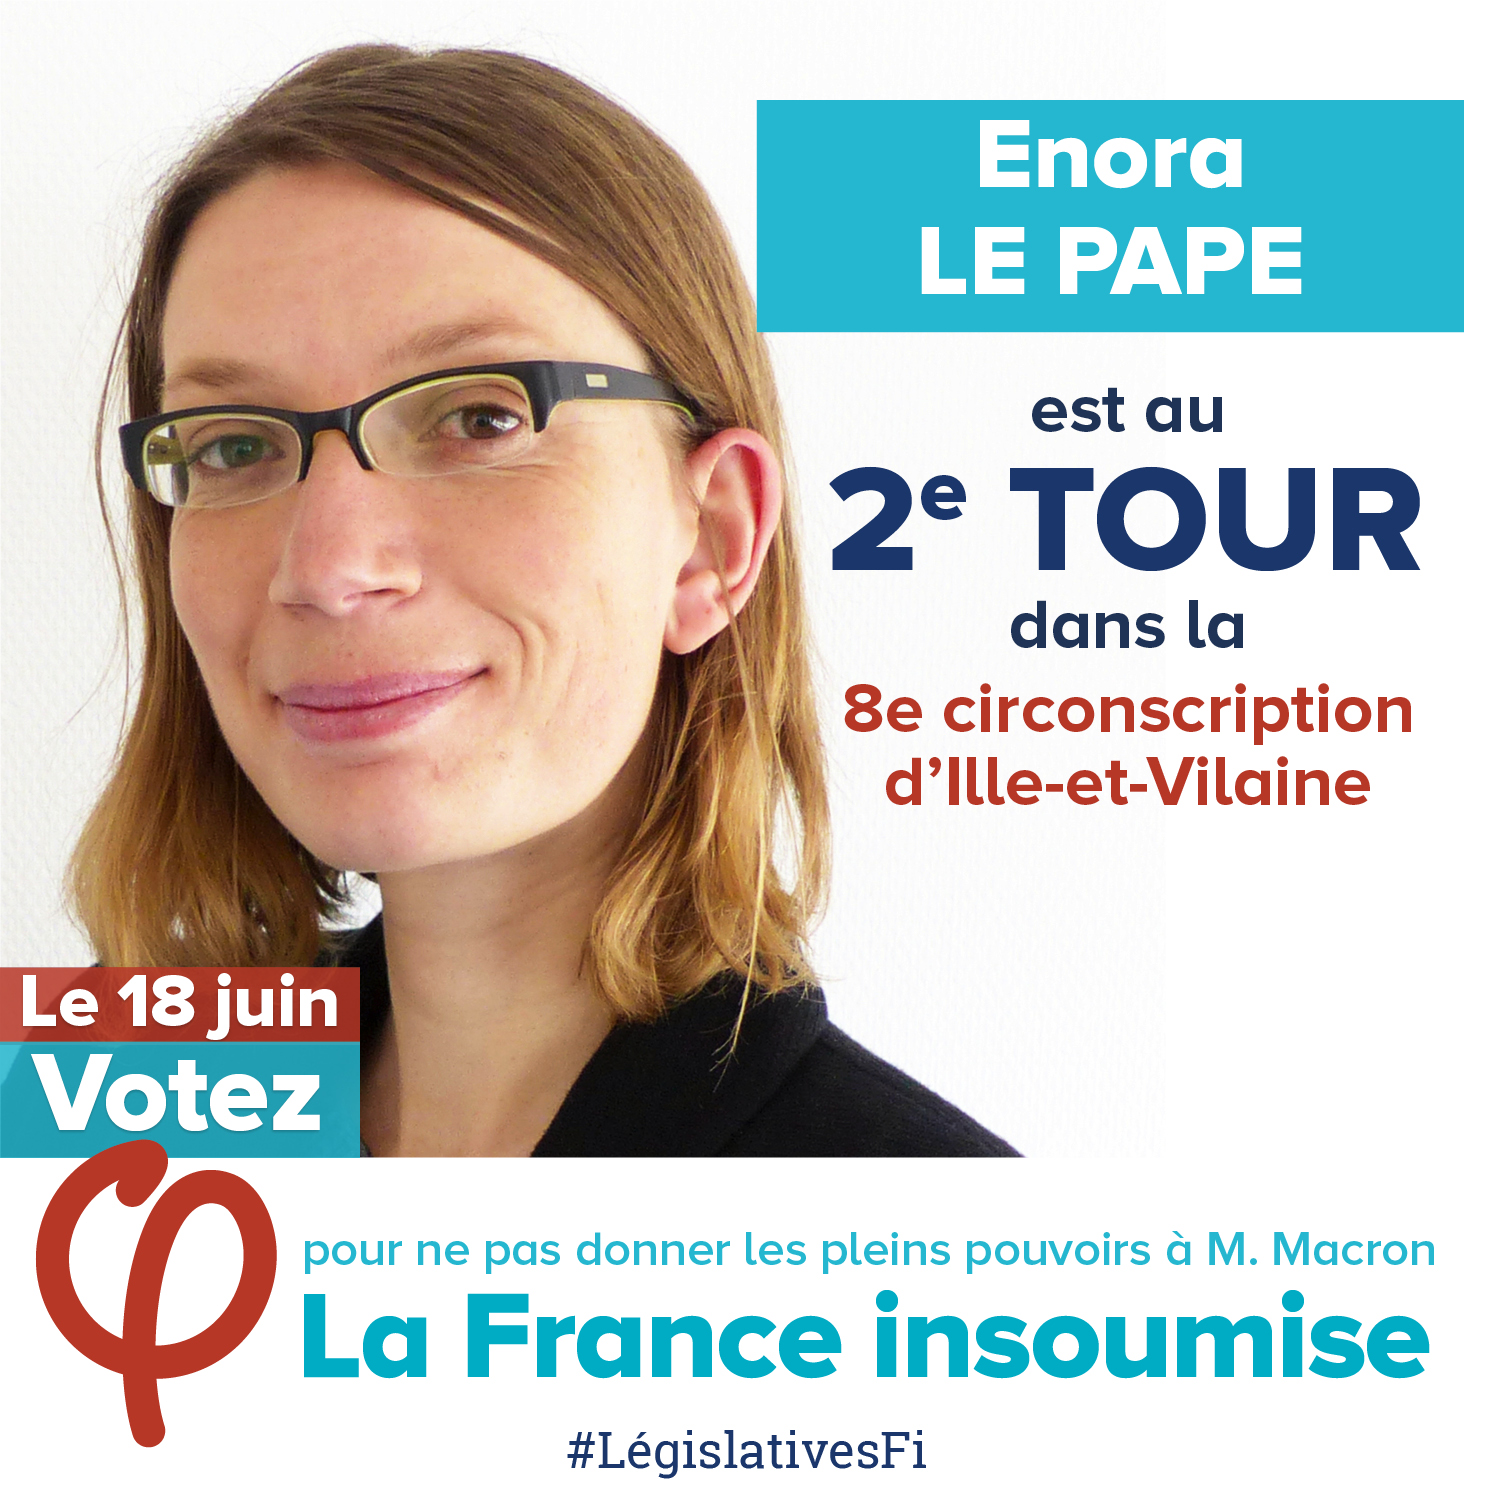 Enora
LE PAPE
est au
2e TOUR
dans la
8e circonscription
d'Ille-et-Vilaine
Le 18 juin
Votez
φ
pour ne pas donner les pleins pouvoirs à M. Macron
La France insoumise
#LégislativesFi